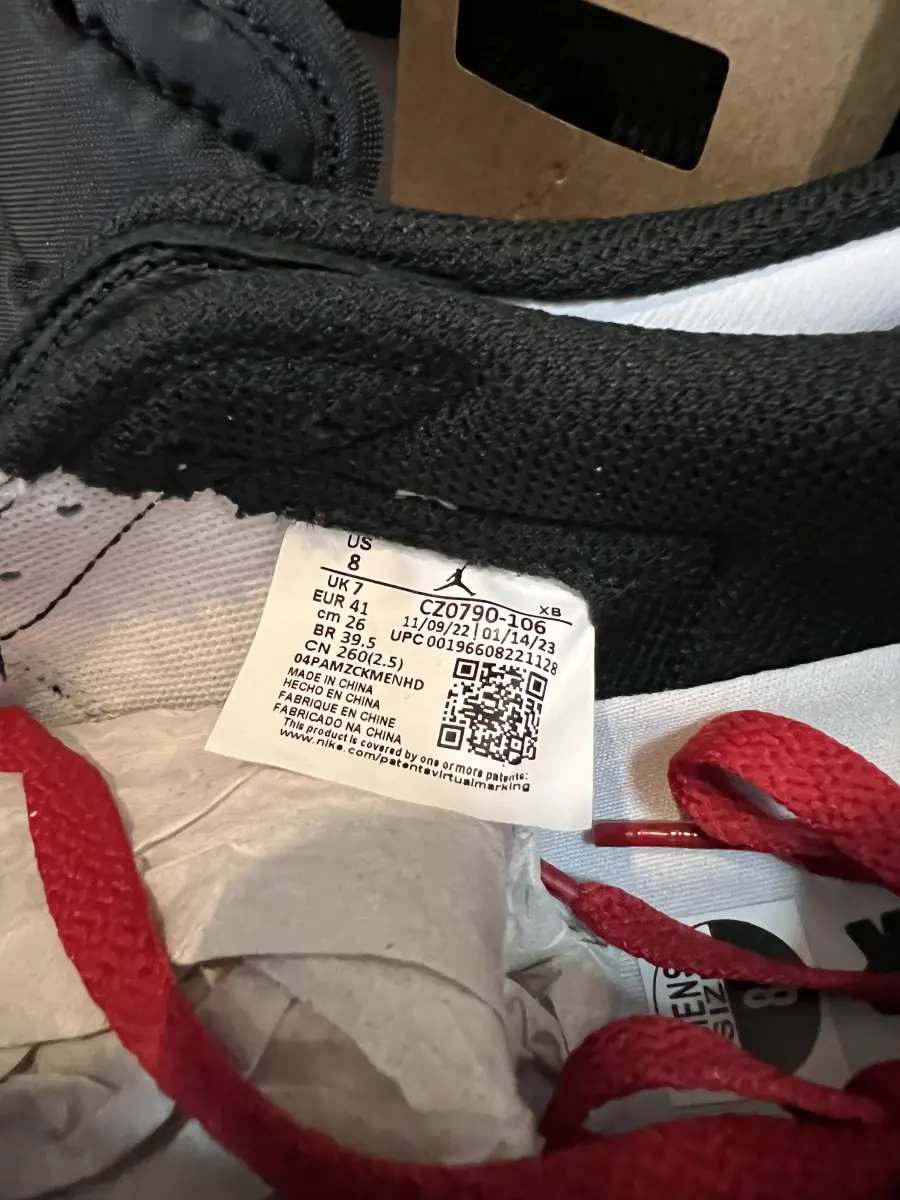 US
8
UK 7
EUR 41
cm 26
BR 39.5
CN 260(2.5)
XB
CZ0790-106
11/09/22 | 01/14/23
UPC 00196608221128
04PAMZCKMENHD
MADE IN CHINA
HECHO EN CHINA
FABRIQUE EN CHINE
FABRICADO NA CHINA
This product is covered by one or more patents:
www.nike.com/patentsvirtualmarking
SIZ
8